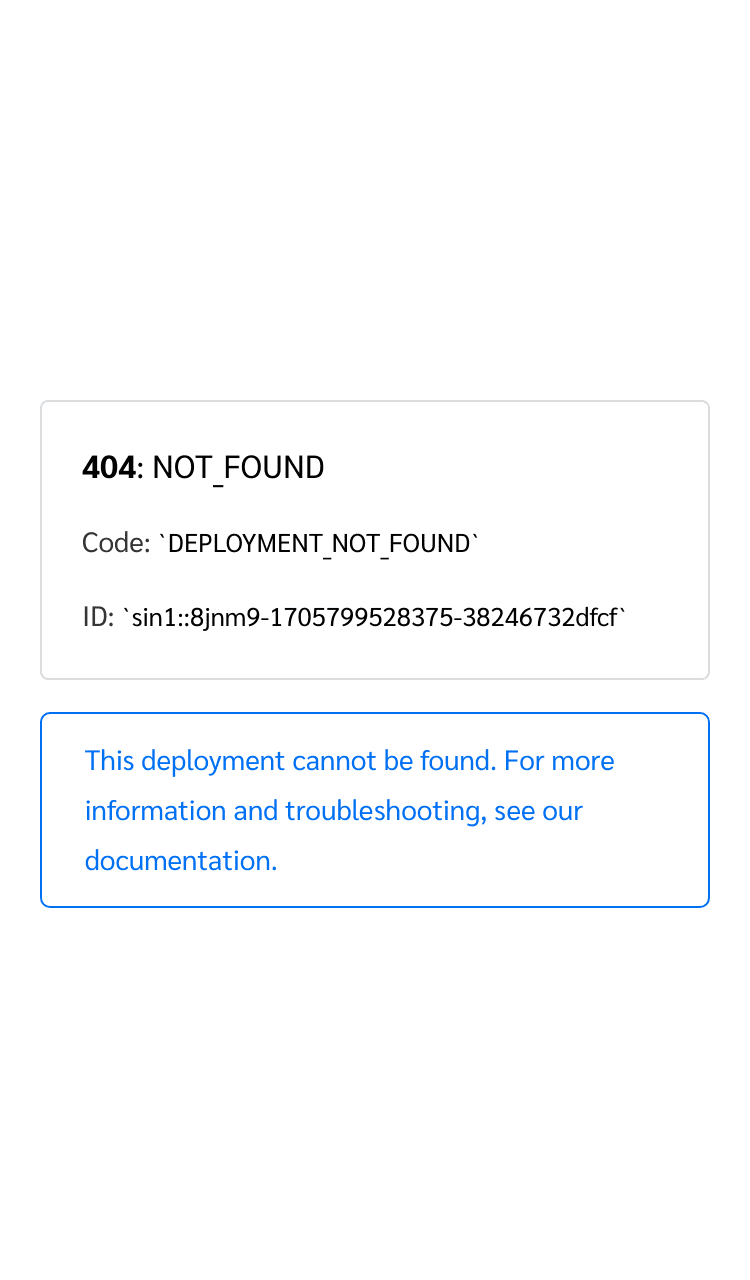 404: NOT_FOUND
Code: `DEPLOYMENT_NOT_FOUND`
ID: `sin1::8jnm9-1705799528375-38246732dfcf`
This deployment cannot be found. For more
information and troubleshooting, see our
documentation.